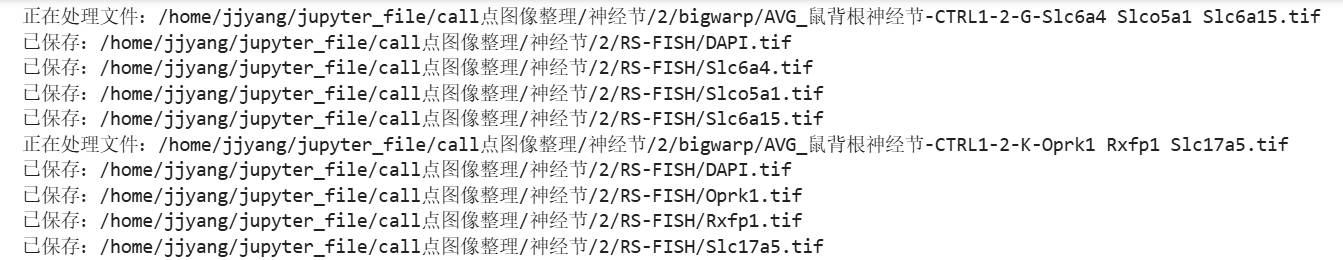 正在处理文件：/home/jjyang/jupyter_file/call点图像整理/神经节/2/bigwarp/AVG_鼠背根神经节-CTRL1-2-G-Slc6a4 Slco5a1 Slc6a15.tif
已保存：/home/jjyang/jupyter_file/call点图像整理/神经节/2/RS-FISH/DAPI.tif
已保存：/home/jjyang/jupyter_file/call点图像整理/神经节/2/RS-FISH/Slc6a4.tif
已保存：/home/jjyang/jupyter_file/call点图像整理/神经节/2/RS-FISH/Slco5a1.tif
已保存：/home/jjyang/jupyter_file/call点图像整理/神经节/2/RS-FISH/Slc6a15.tif
正在处理文件：/home/jjyang/jupyter_file/call点图像整理/神经节/2/bigwarp/AVG_鼠背根神经节-CTRL1-2-K-Oprk1 Rxfp1 Slc17a5.tif
已保存：/home/jjyang/jupyter_file/call点图像整理/神经节/2/RS-FISH/DAPI.tif
已保存：/home/jjyang/jupyter_file/call点图像整理/神经节/2/RS-FISH/Oprk1.tif
已保存：/home/jjyang/jupyter_file/call点图像整理/神经节/2/RS-FISH/Rxfp1.tif
已保存：/home/jjyang/jupyter_file/call点图像整理/神经节/2/RS-FISH/Slc17a5.tif